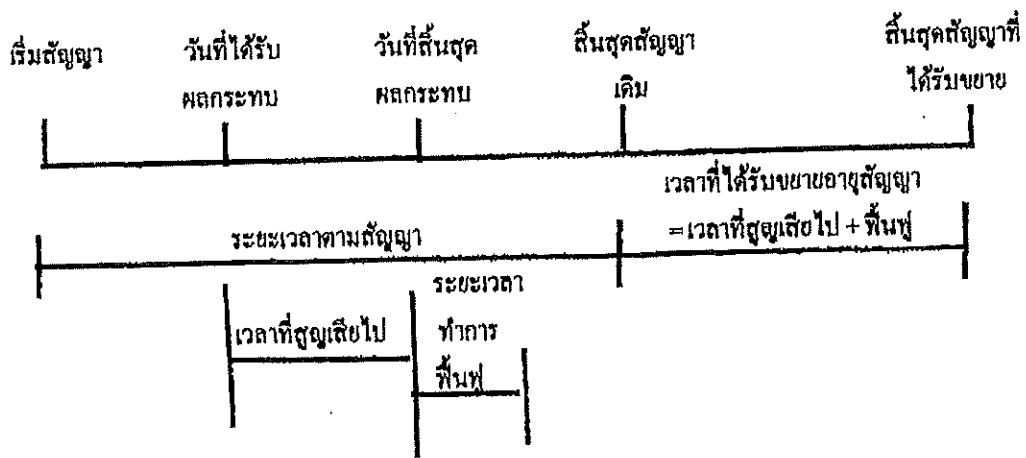 เริ่มสัญญา
วันที่ได้รับ
ผลกระทบ
วันที่สิ้นสุด
ผลกระทบ
สิ้นสุดสัญญา
เดิม
สิ้นสุดสัญญาที่
ได้รับขยาย
เวลาที่ได้รับขยายอายุสัญญา
=เวลาที่สูญเสียไป + ฟื้นฟู
ระยะเวลาตามสัญญา
เวลาที่สูญเสียไป
ระยะเวลา
ทำการ
ฟื้นฟู